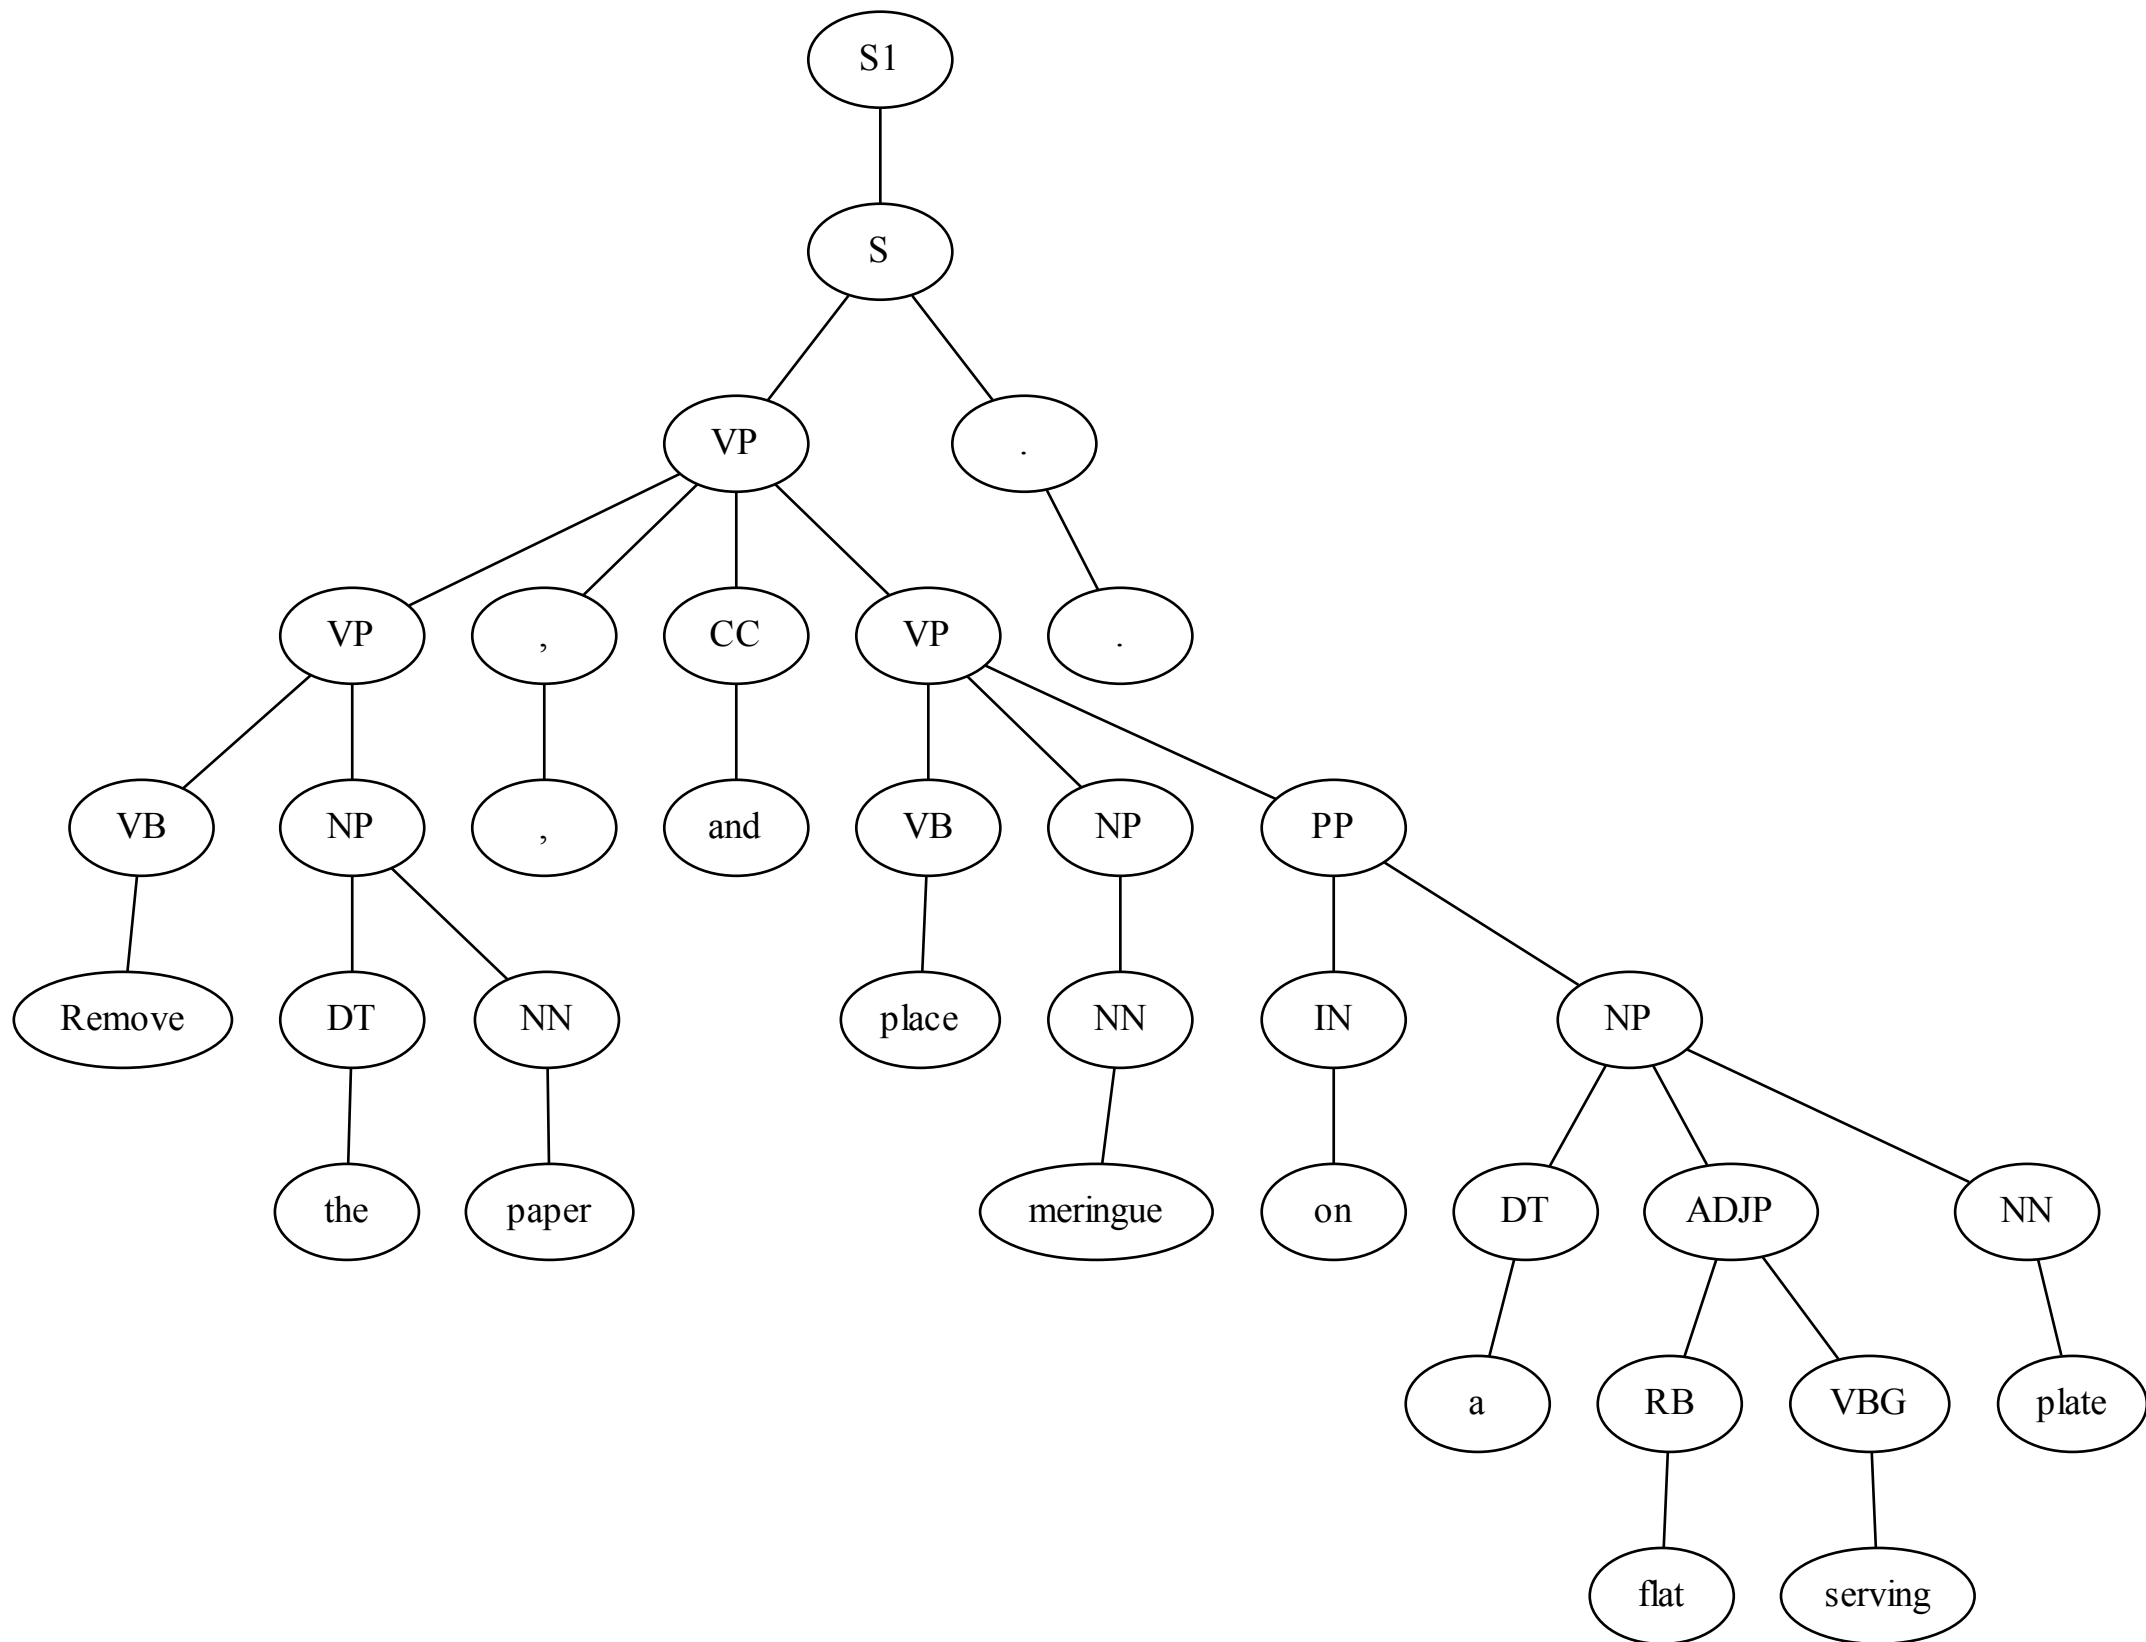 S1
S
VP .
VP , CC VP .
VB NP , and VB NP PP
Remove DT NN place NN IN NP
the paper meringue on DT ADJP NN
a RB VBG plate
flat serving